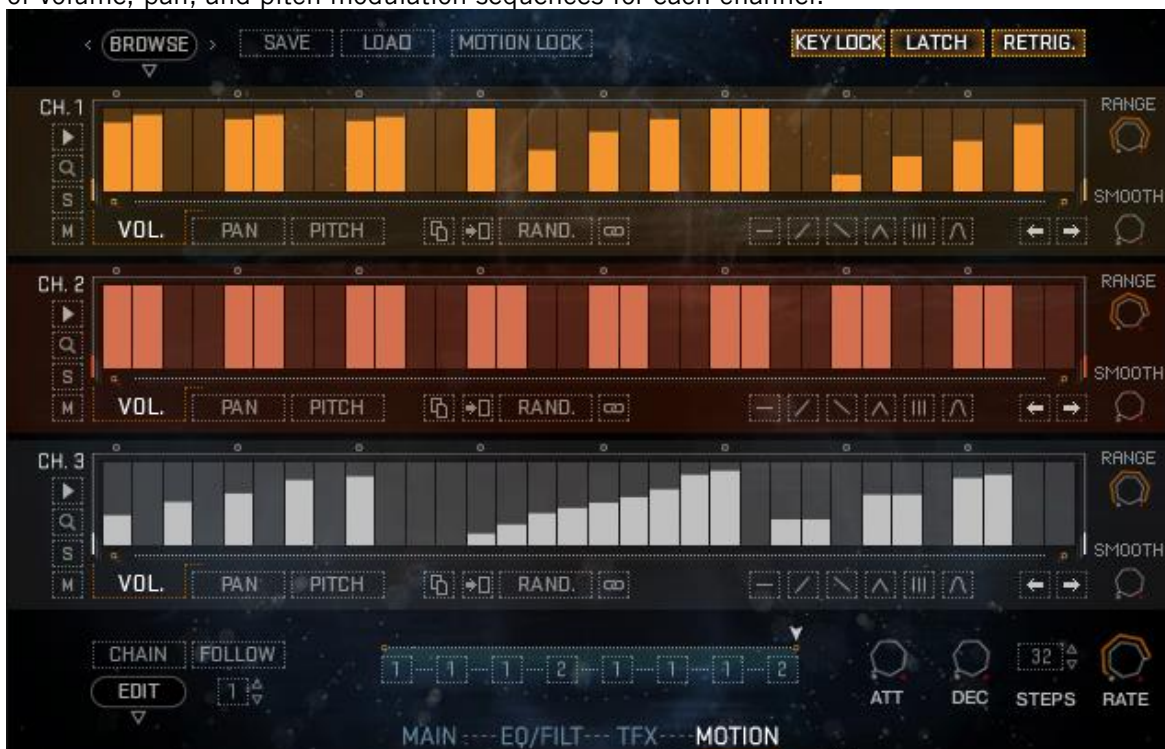 of volume, pan, and pitch modulation sequences for each channel.
< BROWSE > SAVE LOAD MOTION LOCK KEY LOCK LATCH RETRIG.
CH. 1 RANGE
S SMOOTH
M VOL. PAN PITCH RAND.
CH. 2 RANGE
S SMOOTH
M VOL. PAN PITCH RAND.
CH. 3 RANGE
S SMOOTH
M VOL. PAN PITCH RAND.
CHAIN FOLLOW 1 1 1 2 1 1 1 2 32
EDIT 1 ATT DEC STEPS RATE
MAIN ---- EQ/FILT --- TFX ---- MOTION